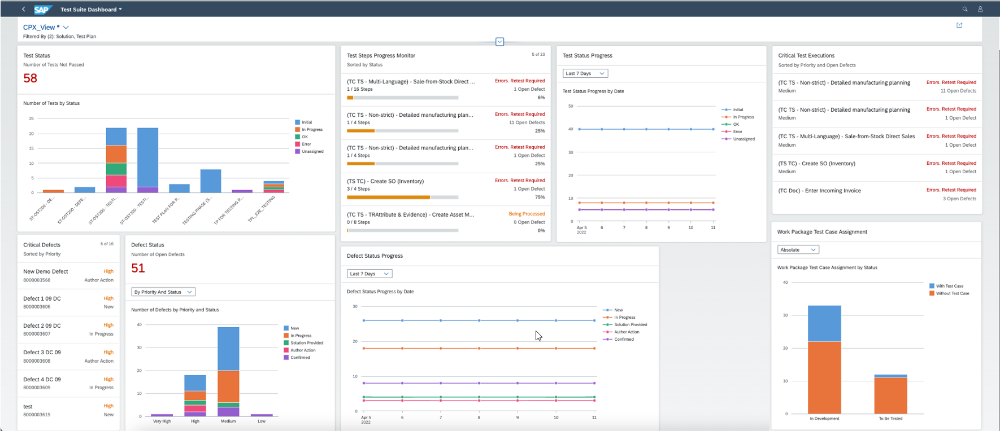 SAP Test Suite Dashboard
CPX_View *
Filtered By (2): Solution, Test Plan
Test Status
Number of Tests Not Passed
58
Number of Tests by Status
25
20
15
10
5
0
Initial
In Progress
OK
Error
Unassigned
ST-OST200 - DE...
ST-OST200 - DEFE...
ST-OST200 - TESTI...
ST-OST200 - TESTI...
TEST PLAN FOR P...
TESTING PHASE (S...
TP FOR TESTING R...
TPL_E2E_TESTING
Test Steps Progress Monitor
5 of 23
Sorted by Status
(TC TS - Multi-Language) - Sale-from-Stock Direct ...
Errors. Retest Required
1 / 16 Steps
1 Open Defect
6%
(TC TS - Non-strict) - Detailed manufacturing plan...
Errors. Retest Required
1 / 4 Steps
11 Open Defects
25%
(TC TS - Non-strict) - Detailed manufacturing plan...
Errors. Retest Required
1 / 4 Steps
1 Open Defect
25%
(TS TC) - Create SO (Inventory)
Errors. Retest Required
3 / 4 Steps
1 Open Defect
75%
(TC TS - TRAttribute & Evidence) - Create Asset M...
Being Processed
0 / 8 Steps
0 Open Defect
0%
Test Status Progress
Last 7 Days
Test Status Progress by Date
50
40
30
20
10
0
Apr 5
2022
6
7
8
9
10
11
Initial
In Progress
OK
Error
Unassigned
Critical Test Executions
Sorted by Priority and Open Defects
(TC TS - Non-strict) - Detailed manufacturing planning
Errors. Retest Required
Medium
11 Open Defects
(TC TS - Non-strict) - Detailed manufacturing planning
Errors. Retest Required
Medium
1 Open Defect
(TC TS - Multi-Language) - Sale-from-Stock Direct Sales
Errors. Retest Required
Medium
1 Open Defect
(TS TC) - Create SO (Inventory)
Errors. Retest Required
Medium
1 Open Defect
(TC Doc) - Enter Incoming Invoice
Errors. Retest Required
3 Open Defects
Critical Defects
6 of 16
Sorted by Priority
New Demo Defect
High
8000003568
Author Action
Defect 1 09 DC
High
8000003606
New
Defect 2 09 DC
High
8000003607
In Progress
Defect 3 DC 09
High
8000003608
Author Action
Defect 4 DC 09
High
8000003609
In Progress
test
High
8000003619
New
Defect Status
Number of Open Defects
51
By Priority And Status
Number of Defects by Priority and Status
40
30
20
10
0
Very High
High
Medium
Low
New
In Progress
Solution Provided
Author Action
Confirmed
Defect Status Progress
Last 7 Days
Defect Status Progress by Date
30
20
10
0
Apr 5
2022
6
7
8
9
10
11
New
In Progress
Solution Provided
Author Action
Confirmed
Work Package Test Case Assignment
Absolute
Work Package Test Case Assignment by Status
40
30
20
10
0
In Development
To Be Tested
With Test Case
Without Test Case